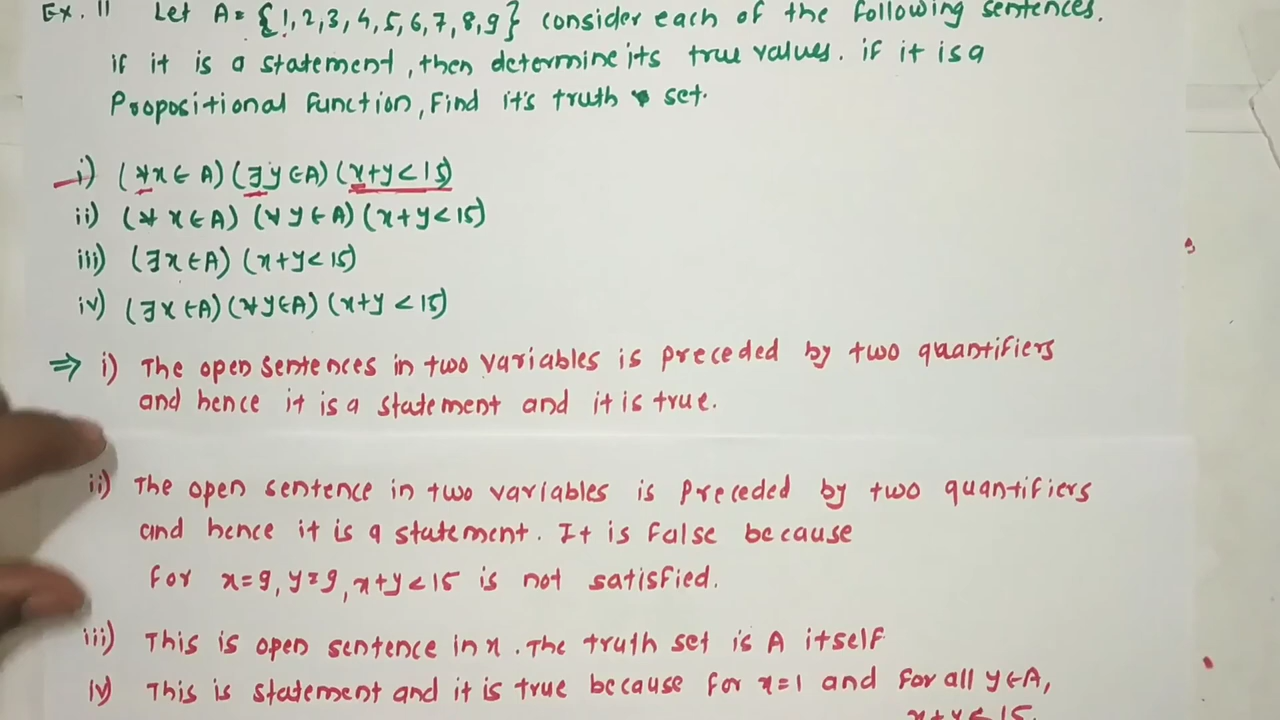 Ex. 11 Let A = {1,2,3,4,5,6,7,8,9} consider each of the following sentences.
if it is a statement, then determine its true values. if it is a
Propositional Function, Find it's truth set.
i) (∀x ∈ A) (∃y ∈ A) (x+y < 15)
ii) (∀ x ∈ A) (∀ y ∈ A) (x+y < 15)
iii) (∃x ∈ A) (x+y < 15)
iv) (∃x ∈ A) (∀y ∈ A) (x+y < 15)
⇒ i) The open sentences in two variables is preceded by two quantifiers
and hence it is a statement and it is true.
ii) The open sentence in two variables is preceded by two quantifiers
and hence it is a statement. It is false because
for x=9, y=9, x+y < 15 is not satisfied.
iii) This is open sentence in x. The truth set is A itself
iv) This is statement and it is true because for x=1 and for all y ∈ A,
x+y < 15.